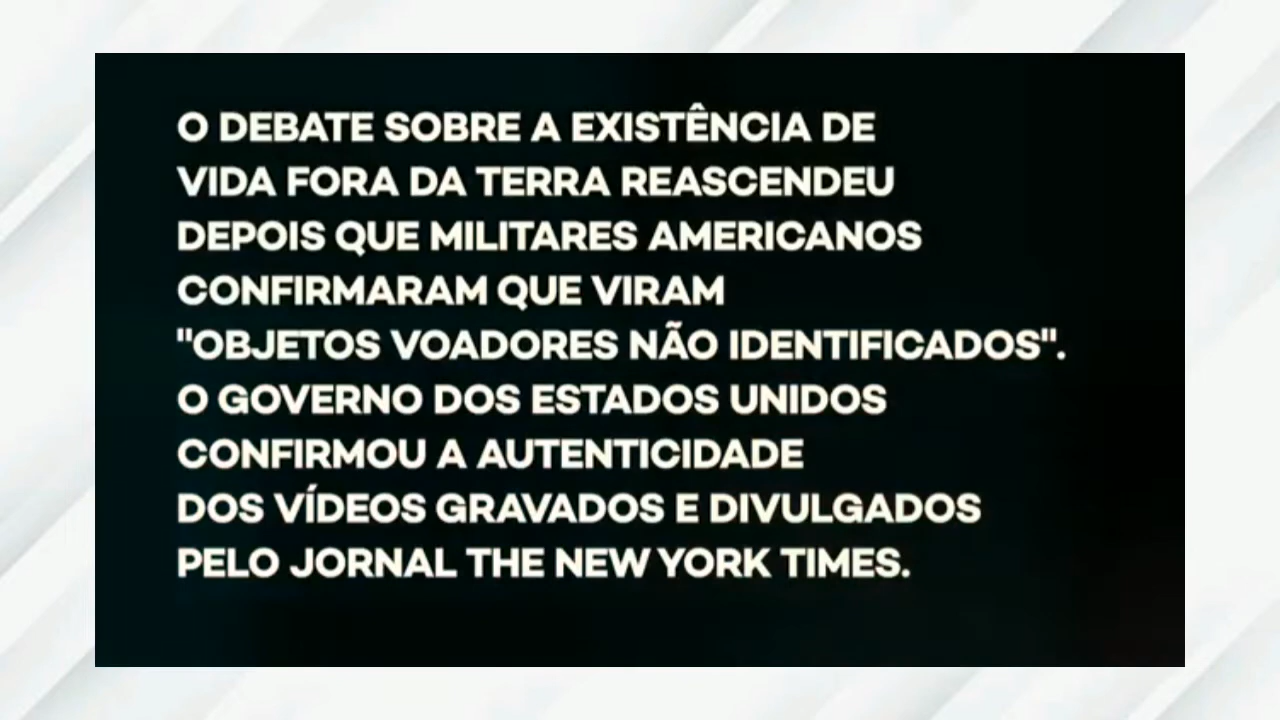 O DEBATE SOBRE A EXISTÊNCIA DE
VIDA FORA DA TERRA REASCENDEU
DEPOIS QUE MILITARES AMERICANOS
CONFIRMARAM QUE VIRAM
"OBJETOS VOADORES NÃO IDENTIFICADOS".
O GOVERNO DOS ESTADOS UNIDOS
CONFIRMOU A AUTENTICIDADE
DOS VÍDEOS GRAVADOS E DIVULGADOS
PELO JORNAL THE NEW YORK TIMES.